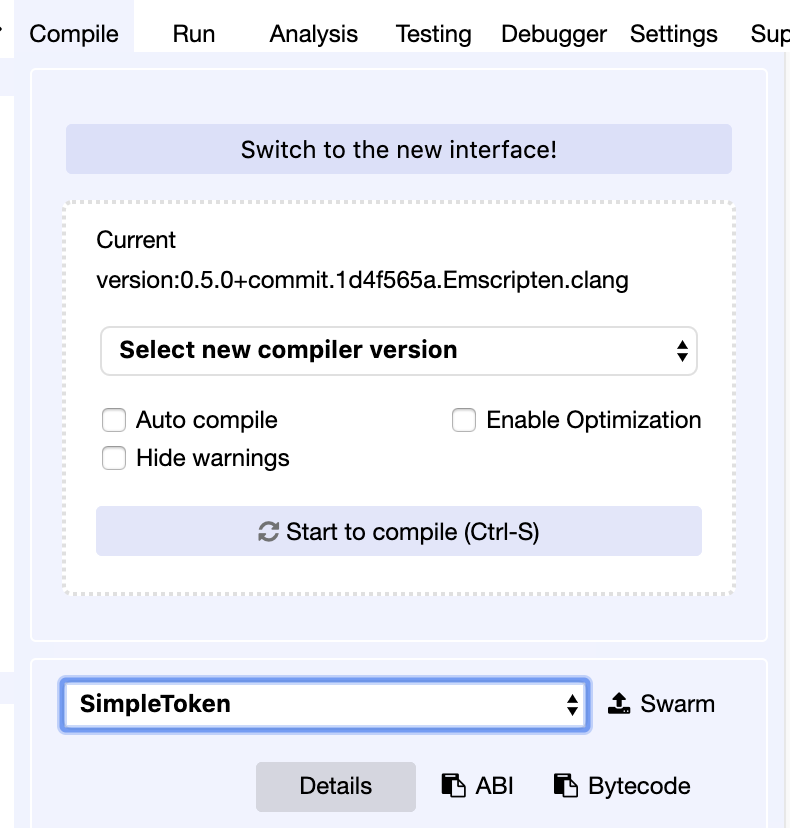 Compile Run Analysis Testing Debugger Settings Sup
Switch to the new interface!
Current
version:0.5.0+commit.1d4f565a.Emscripten.clang
Select new compiler version
Auto compile Enable Optimization
Hide warnings
Start to compile (Ctrl-S)
SimpleToken Swarm
Details ABI Bytecode